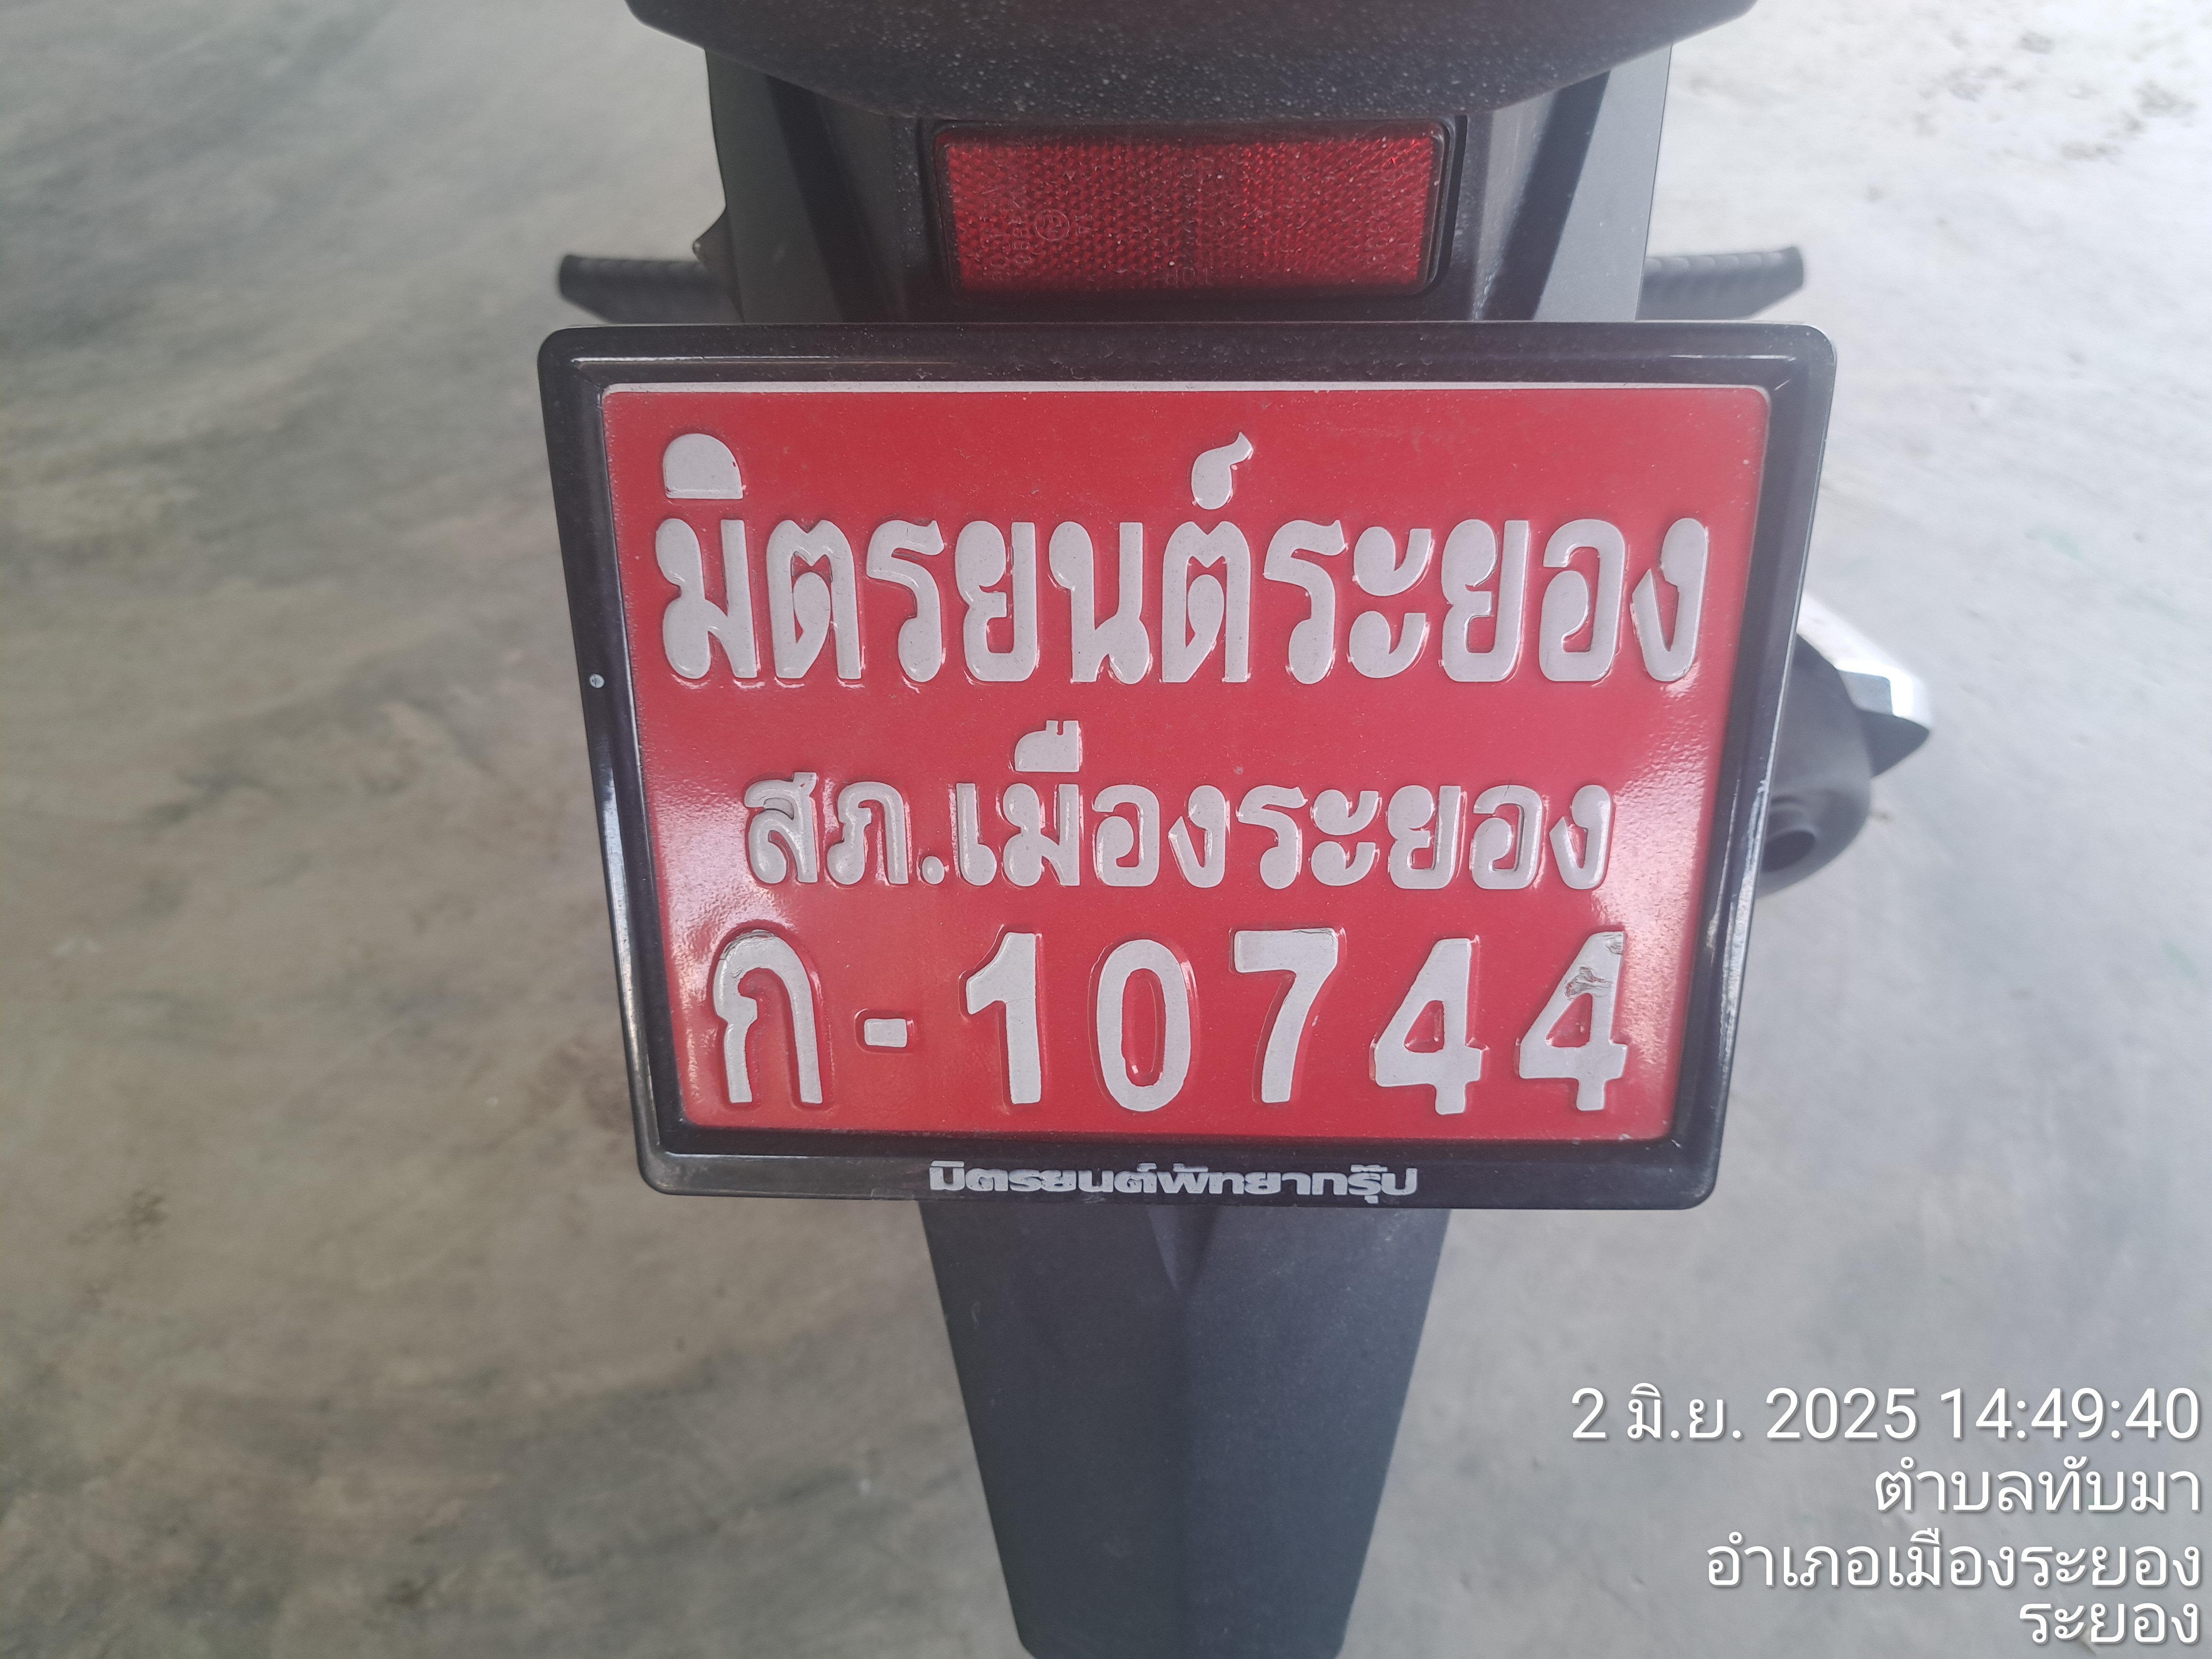 มิตรยนต์ระยอง
สภ.เมืองระยอง
ก-10744
มิตรยนต์พัทยากรุ๊ป
2 มิ.ย. 2025 14:49:40
ตำบลทับมา
อำเภอเมืองระยอง
ระยอง